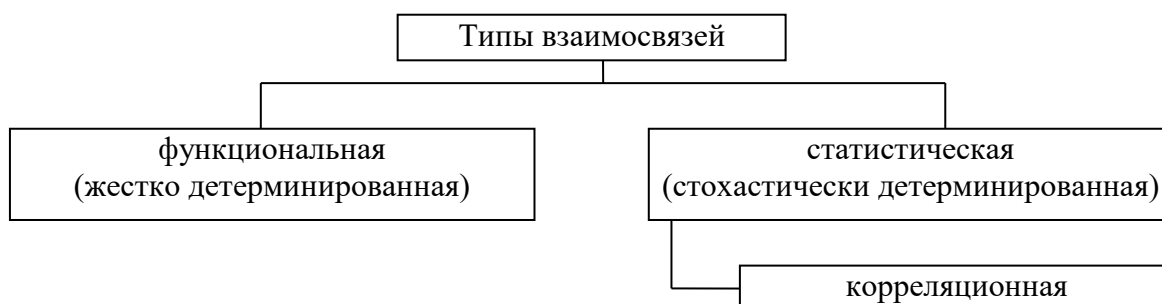 Типы взаимосвязей
функциональная
(жестко детерминированная)
статистическая
(стохастически детерминированная)
корреляционная